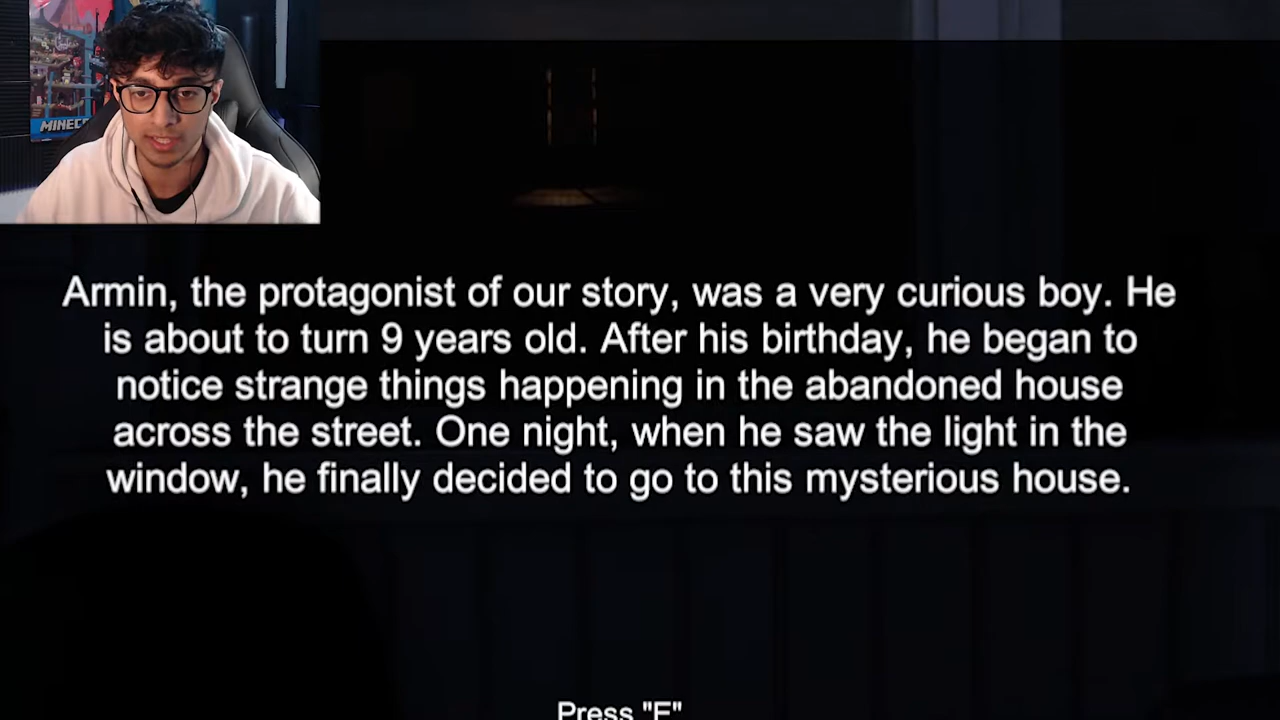 MINEC
Armin, the protagonist of our story, was a very curious boy. He
is about to turn 9 years old. After his birthday, he began to
notice strange things happening in the abandoned house
across the street. One night, when he saw the light in the
window, he finally decided to go to this mysterious house.
Press "E"